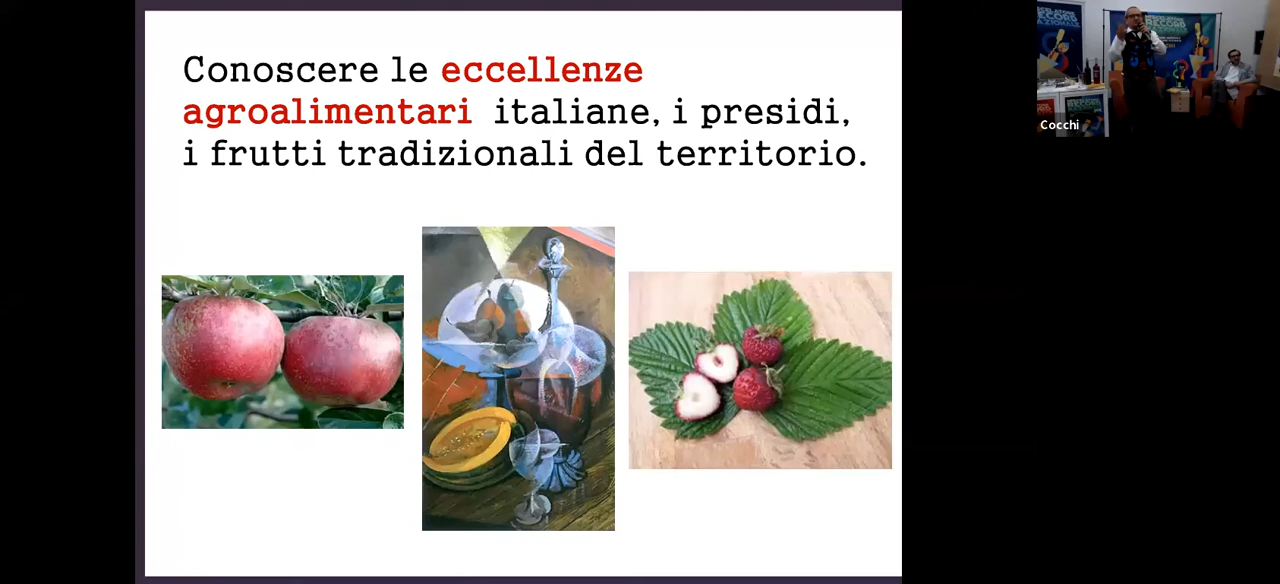 Conoscere le eccellenze
agroalimentari italiane, i presidi,
i frutti tradizionali del territorio.
Cocchi